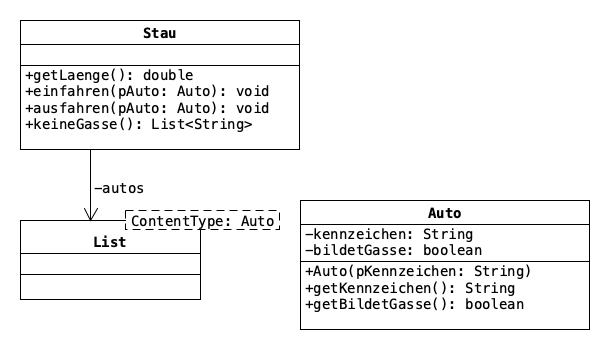 Stau
+getLaenge(): double
+einfahren(pAuto: Auto): void
+ausfahren(pAuto: Auto): void
+keineGasse(): List<String>
-autos
ContentType: Auto
List
Auto
-kennzeichen: String
-bildetGasse: boolean
+Auto(pKennzeichen: String)
+getKennzeichen(): String
+getBildetGasse(): boolean